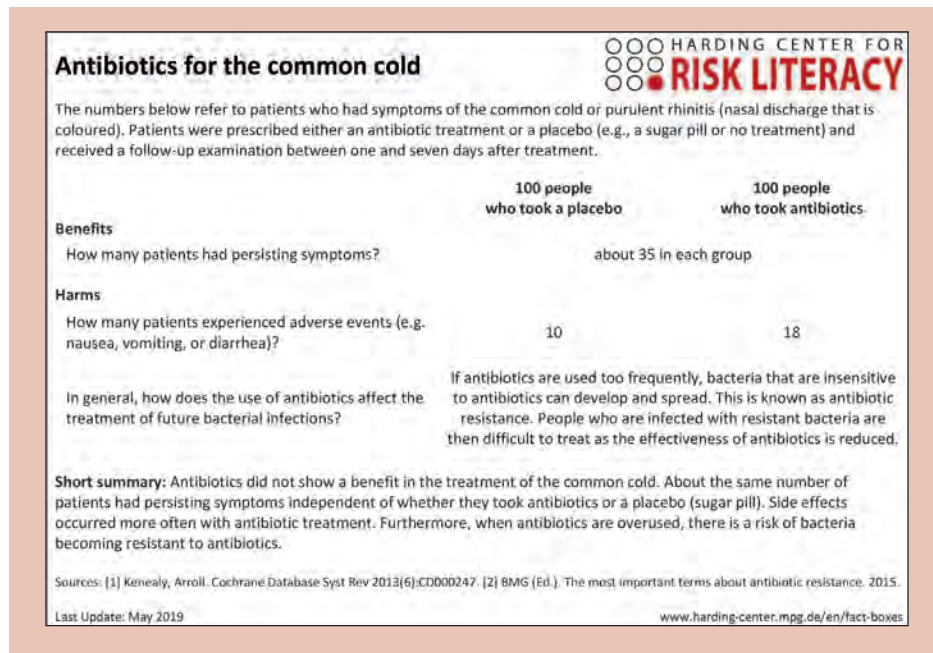 Antibiotics for the common cold
HARDING CENTER FOR
RISK LITERACY
The numbers below refer to patients who had symptoms of the common cold or purulent rhinitis (nasal discharge that is
coloured). Patients were prescribed either an antibiotic treatment or a placebo (e.g., a sugar pill or no treatment) and
received a follow-up examination between one and seven days after treatment.
100 people
who took a placebo
100 people
who took antibiotics
Benefits
How many patients had persisting symptoms?
about 35 in each group
Harms
How many patients experienced adverse events (e.g.
nausea, vomiting, or diarrhea)?
10
18
In general, how does the use of antibiotics affect the
treatment of future bacterial infections?
If antibiotics are used too frequently, bacteria that are insensitive
to antibiotics can develop and spread. This is known as antibiotic
resistance. People who are infected with resistant bacteria are
then difficult to treat as the effectiveness of antibiotics is reduced.
Short summary: Antibiotics did not show a benefit in the treatment of the common cold. About the same number of
patients had persisting symptoms independent of whether they took antibiotics or a placebo (sugar pill). Side effects
occurred more often with antibiotic treatment. Furthermore, when antibiotics are overused, there is a risk of bacteria
becoming resistant to antibiotics.
Sources: [1] Kenealy, Arroll. Cochrane Database Syst Rev 2013(6):CD000247. [2] BMG (Ed.). The most important terms about antibiotic resistance. 2015.
Last Update: May 2019
www.harding-center.mpg.de/en/fact-boxes